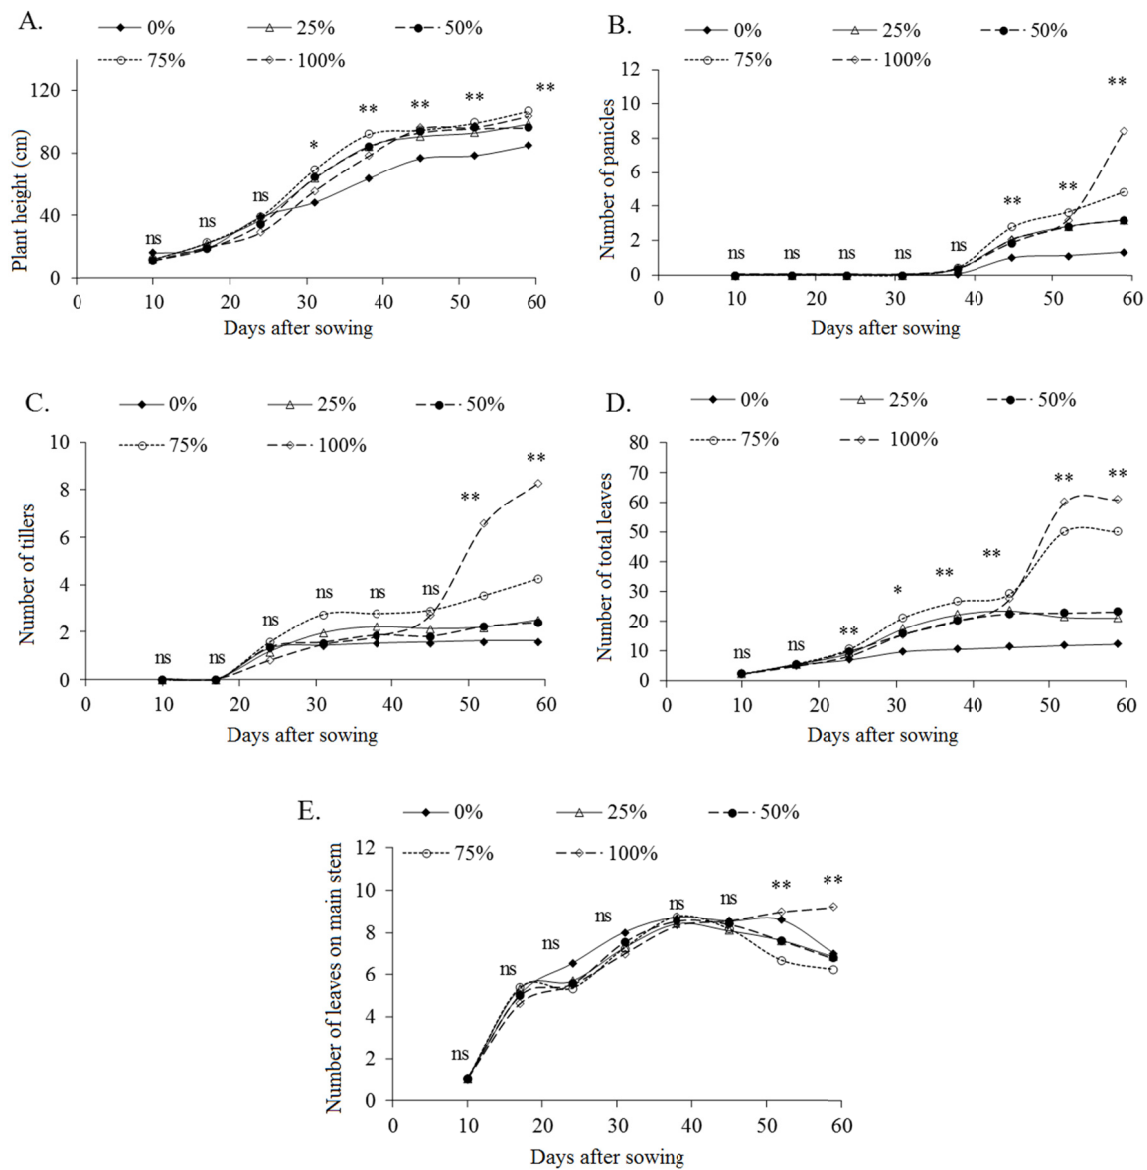 A.
0% 25% 50%
75% 100%
Plant height (cm)
120
80
40
0
ns ns ns * ** ** ** **
0 10 20 30 40 50 60
Days after sowing
B.
0% 25% 50%
75% 100%
Number of panicles
12
10
8
6
4
2
0
ns ns ns ns ns ** ** **
0 10 20 30 40 50 60
Days after sowing
C.
0% 25% 50%
75% 100%
Number of tillers
10
8
6
4
2
0
ns ns ns ns ns ns ** **
0 10 20 30 40 50 60
Days after sowing
D.
0% 25% 50%
75% 100%
Number of total leaves
80
70
60
50
40
30
20
10
0
ns ns ** * ** ** ** **
0 10 20 30 40 50 60
Days after sowing
E.
0% 25% 50%
75% 100%
Number of leaves on main stem
12
10
8
6
4
2
0
ns ns ns ns ns ns ** **
0 10 20 30 40 50 60
Days after sowing